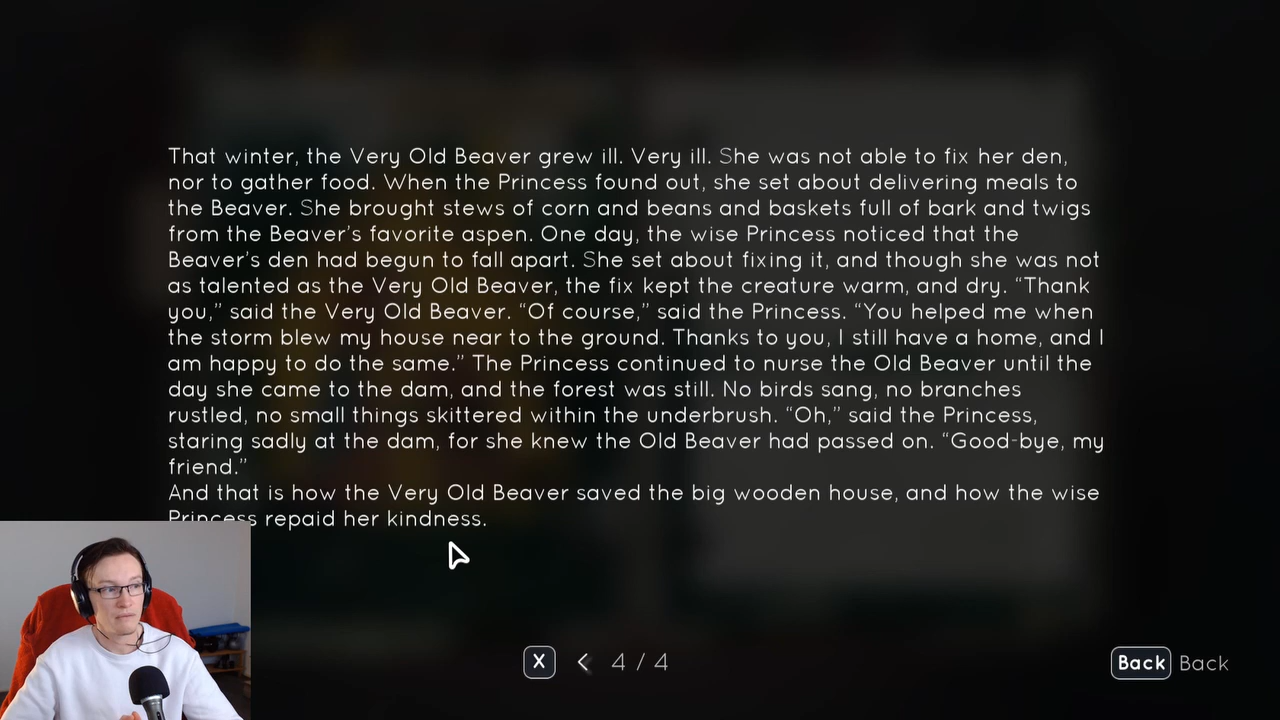 That winter, the Very Old Beaver grew ill. Very ill. She was not able to fix her den,
nor to gather food. When the Princess found out, she set about delivering meals to
the Beaver. She brought stews of corn and beans and baskets full of bark and twigs
from the Beaver's favorite aspen. One day, the wise Princess noticed that the
Beaver's den had begun to fall apart. She set about fixing it, and though she was not
as talented as the Very Old Beaver, the fix kept the creature warm, and dry. “Thank
you,” said the Very Old Beaver. “Of course,” said the Princess. “You helped me when
the storm blew my house near to the ground. Thanks to you, I still have a home, and I
am happy to do the same.” The Princess continued to nurse the Old Beaver until the
day she came to the dam, and the forest was still. No birds sang, no branches
rustled, no small things skittered within the underbrush. “Oh,” said the Princess,
staring sadly at the dam, for she knew the Old Beaver had passed on. “Good-bye, my
friend.”
And that is how the Very Old Beaver saved the big wooden house, and how the wise
Princess repaid her kindness.
X < 4 / 4
Back Back